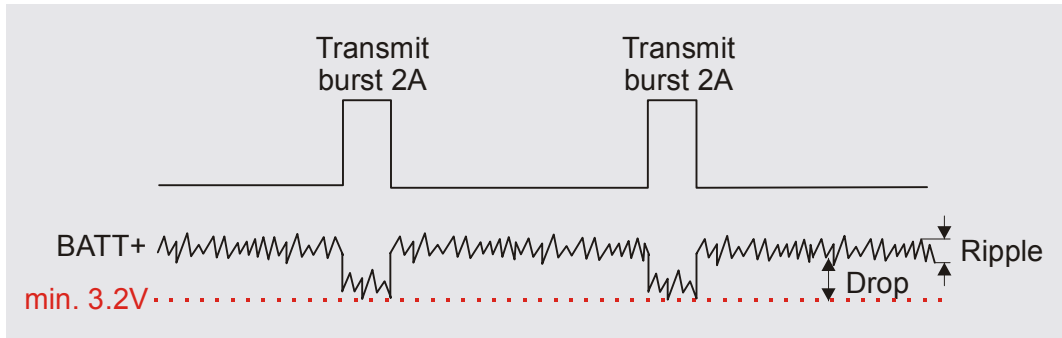 Transmit
burst 2A
Transmit
burst 2A
BATT+
Ripple
Drop
min. 3.2V